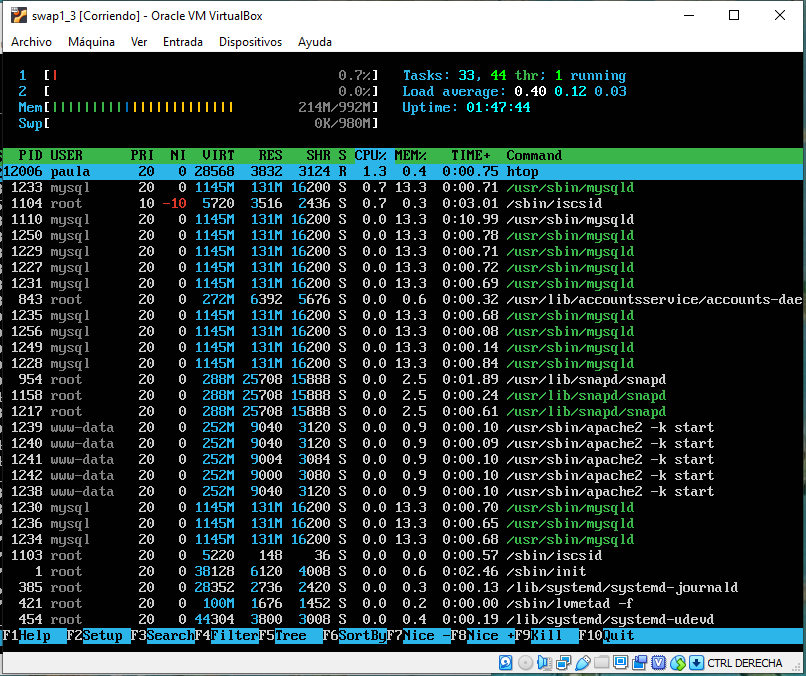 swap1_3 [Corriendo] - Oracle VM VirtualBox
Archivo Máquina Ver Entrada Dispositivos Ayuda
1 [| 0.7%] Tasks: 33, 44 thr; 1 running
2 [ 0.0%] Load average: 0.40 0.12 0.03
Mem[||||||||||||||||||||||| 214M/992M] Uptime: 01:47:44
Swp[ 0K/980M]
PID USER PRI NI VIRT RES SHR S CPU% MEM% TIME+ Command
12006 paula 20 0 28568 3832 3124 R 1.3 0.4 0:00.75 htop
1233 mysql 20 0 1145M 131M 16200 S 0.7 13.3 0:00.71 /usr/sbin/mysqld
1104 root 10 -10 5720 3516 2436 S 0.7 0.3 0:03.01 /sbin/iscsid
1110 mysql 20 0 1145M 131M 16200 S 0.0 13.3 0:10.99 /usr/sbin/mysqld
1250 mysql 20 0 1145M 131M 16200 S 0.0 13.3 0:00.78 /usr/sbin/mysqld
1229 mysql 20 0 1145M 131M 16200 S 0.0 13.3 0:00.71 /usr/sbin/mysqld
1227 mysql 20 0 1145M 131M 16200 S 0.0 13.3 0:00.72 /usr/sbin/mysqld
1231 mysql 20 0 1145M 131M 16200 S 0.0 13.3 0:00.69 /usr/sbin/mysqld
843 root 20 0 272M 6392 5676 S 0.0 0.6 0:00.32 /usr/lib/accountsservice/accounts-dae
1235 mysql 20 0 1145M 131M 16200 S 0.0 13.3 0:00.68 /usr/sbin/mysqld
1256 mysql 20 0 1145M 131M 16200 S 0.0 13.3 0:00.08 /usr/sbin/mysqld
1249 mysql 20 0 1145M 131M 16200 S 0.0 13.3 0:00.14 /usr/sbin/mysqld
1228 mysql 20 0 1145M 131M 16200 S 0.0 13.3 0:00.84 /usr/sbin/mysqld
954 root 20 0 288M 25708 15888 S 0.0 2.5 0:01.89 /usr/lib/snapd/snapd
1158 root 20 0 288M 25708 15888 S 0.0 2.5 0:00.24 /usr/lib/snapd/snapd
1217 root 20 0 288M 25708 15888 S 0.0 2.5 0:00.61 /usr/lib/snapd/snapd
1239 www-data 20 0 252M 9040 3120 S 0.0 0.9 0:00.10 /usr/sbin/apache2 -k start
1240 www-data 20 0 252M 9040 3120 S 0.0 0.9 0:00.09 /usr/sbin/apache2 -k start
1241 www-data 20 0 252M 9004 3084 S 0.0 0.9 0:00.10 /usr/sbin/apache2 -k start
1242 www-data 20 0 252M 9000 3080 S 0.0 0.9 0:00.10 /usr/sbin/apache2 -k start
1238 www-data 20 0 252M 9040 3120 S 0.0 0.9 0:00.10 /usr/sbin/apache2 -k start
1230 mysql 20 0 1145M 131M 16200 S 0.0 13.3 0:00.70 /usr/sbin/mysqld
1236 mysql 20 0 1145M 131M 16200 S 0.0 13.3 0:00.65 /usr/sbin/mysqld
1234 mysql 20 0 1145M 131M 16200 S 0.0 13.3 0:00.68 /usr/sbin/mysqld
1103 root 20 0 5220 148 36 S 0.0 0.0 0:00.57 /sbin/iscsid
1 root 20 0 38128 6120 4008 S 0.0 0.6 0:02.46 /sbin/init
385 root 20 0 28352 2736 2420 S 0.0 0.3 0:00.13 /lib/systemd/systemd-journald
421 root 20 0 100M 1676 1452 S 0.0 0.2 0:00.00 /sbin/lvmetad -f
454 root 20 0 44304 3800 3008 S 0.0 0.4 0:00.19 /lib/systemd/systemd-udevd
F1Help F2Setup F3SearchF4FilterF5Tree F6SortByF7Nice -F8Nice +F9Kill F10Quit
CTRL DERECHA